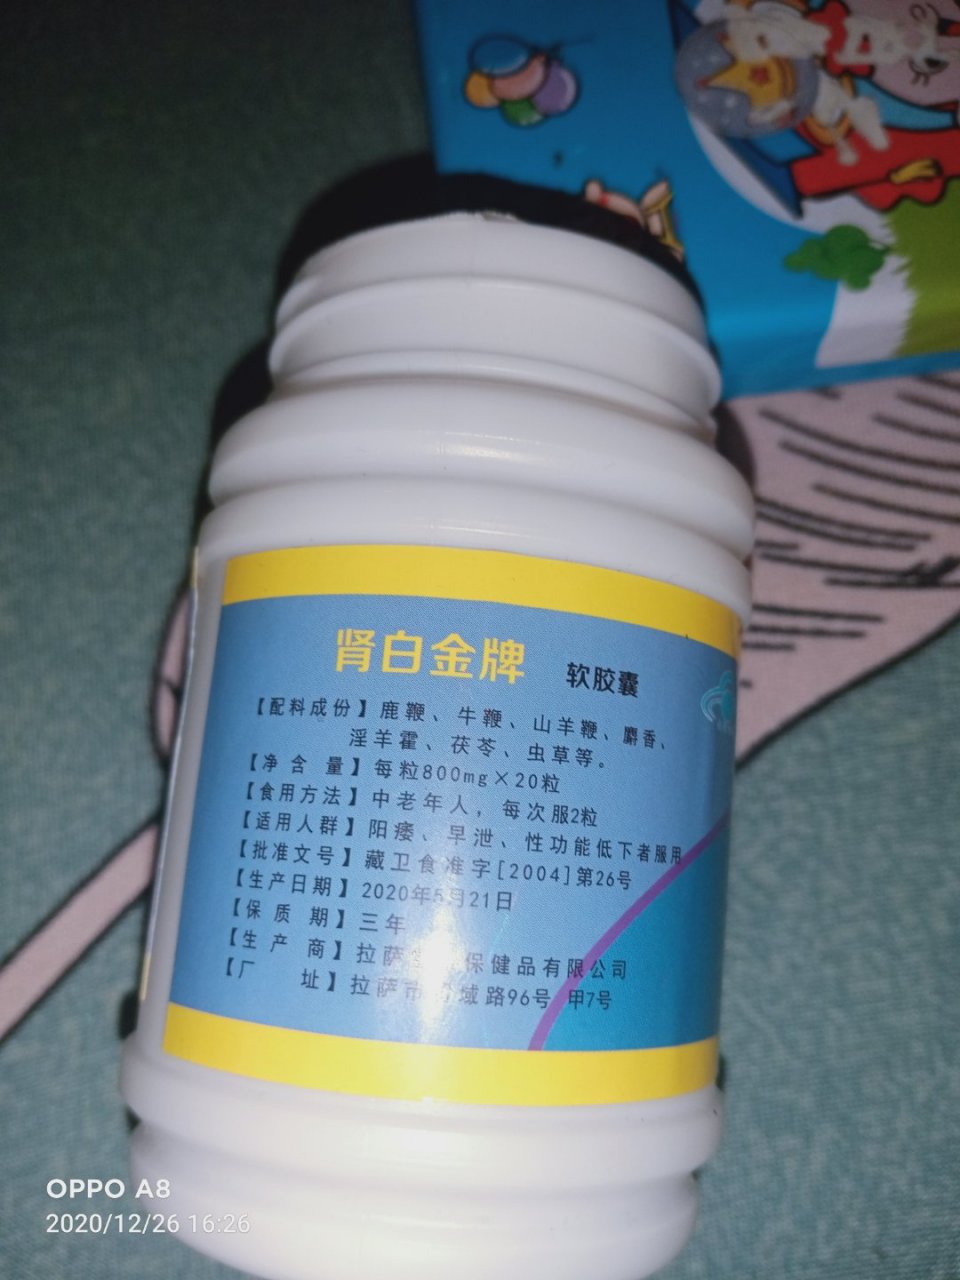 肾白金牌 软胶囊
【配料成份】鹿鞭、牛鞭、山羊鞭、麝香、
淫羊霍、茯苓、虫草等。
【净含量】每粒800mg×20粒
【食用方法】中老年人，每次服2粒
【适用人群】阳痿、早泄、性功能低下者服用
【批准文号】藏卫食准字[2004]第26号
【生产日期】2020年5月21日
【保质期】三年
【生产商】拉萨 保健品有限公司
【厂址】拉萨市 域路96号 甲7号
OPPO A8
2020/12/26 16:26